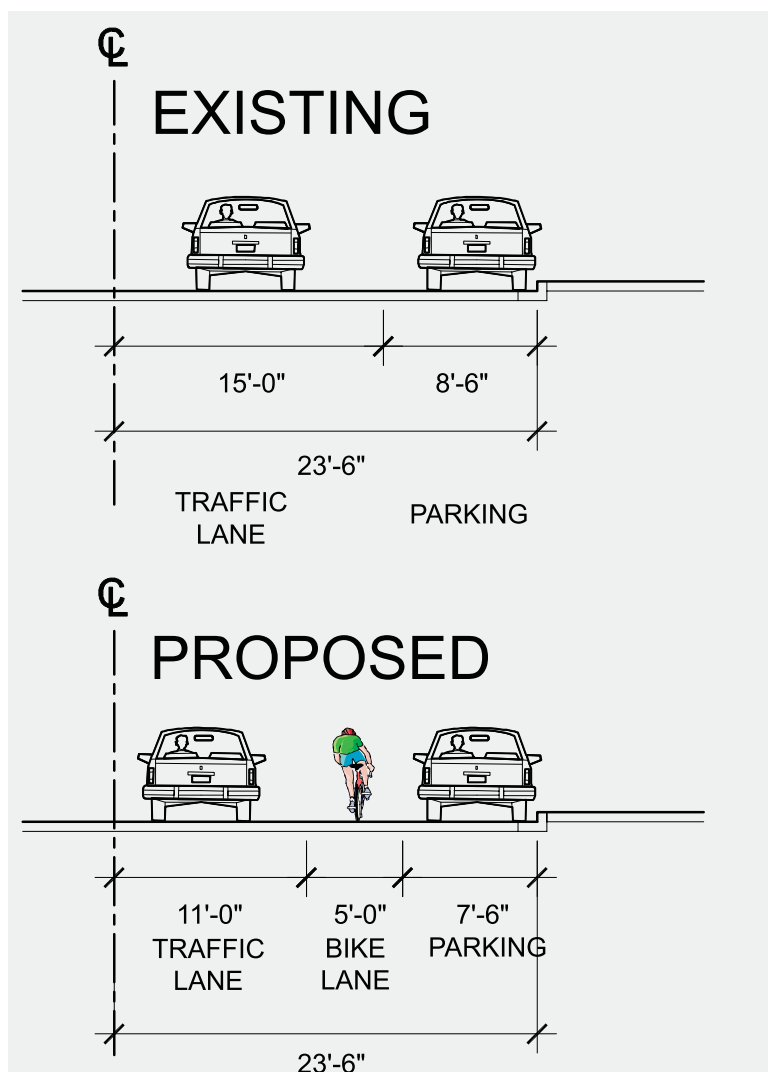 ℄
EXISTING
15'-0" 8'-6"
23'-6"
TRAFFIC
LANE
PARKING
℄
PROPOSED
11'-0" 5'-0" 7'-6"
TRAFFIC BIKE PARKING
LANE LANE
23'-6"